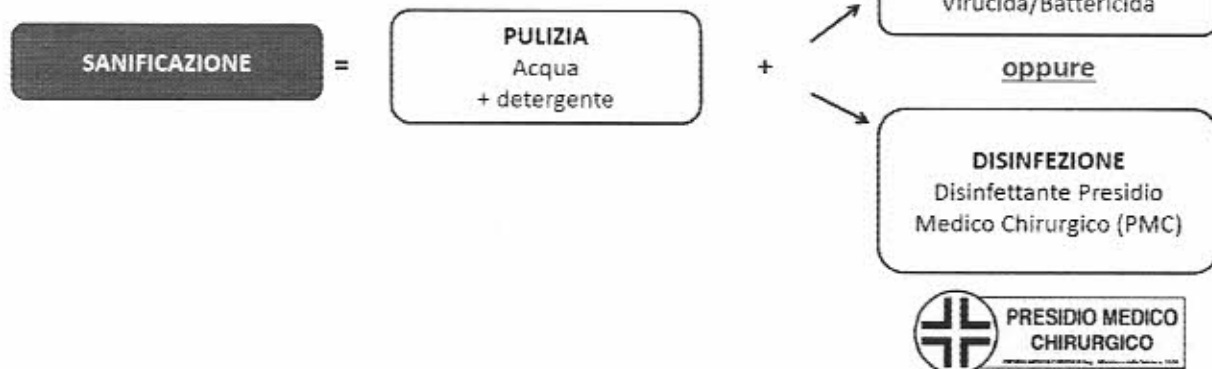 Virucida/Battericida
SANIFICAZIONE
=
PULIZIA
Acqua
+ detergente
+
oppure
DISINFEZIONE
Disinfettante Presidio
Medico Chirurgico (PMC)
PRESIDIO MEDICO
CHIRURGICO